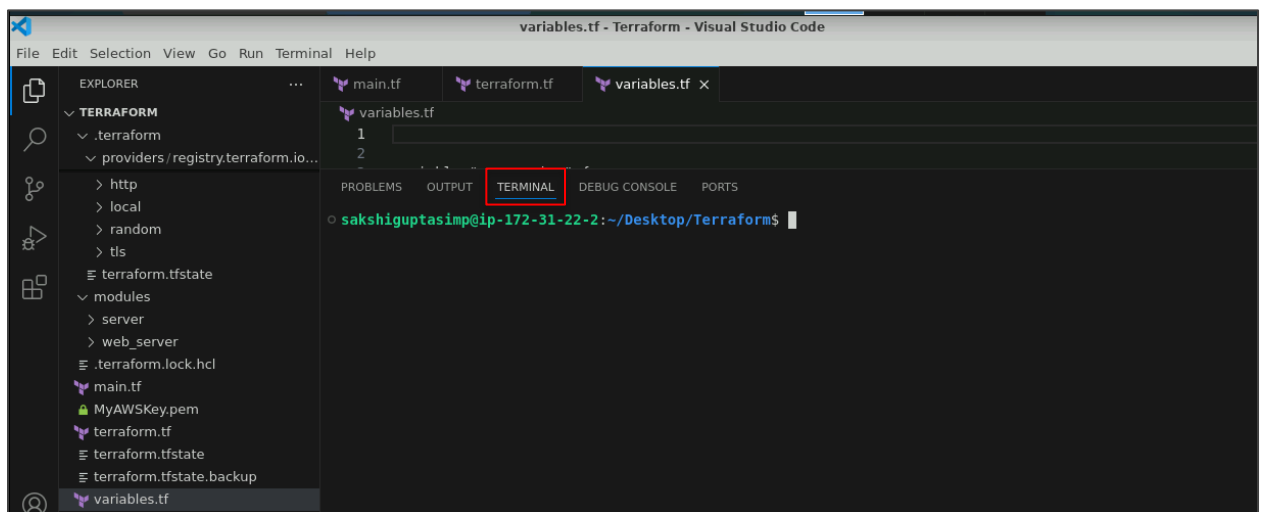 variables.tf - Terraform - Visual Studio Code
File Edit Selection View Go Run Terminal Help
EXPLORER ...
TERRAFORM
.terraform
providers/registry.terraform.io...
http
local
random
tls
terraform.tfstate
modules
server
web_server
.terraform.lock.hcl
main.tf
MyAWSKey.pem
terraform.tf
terraform.tfstate
terraform.tfstate.backup
variables.tf
main.tf terraform.tf variables.tf
variables.tf
1
2
PROBLEMS OUTPUT TERMINAL DEBUG CONSOLE PORTS
sakshiguptasimp@ip-172-31-22-2:~/Desktop/Terraform$